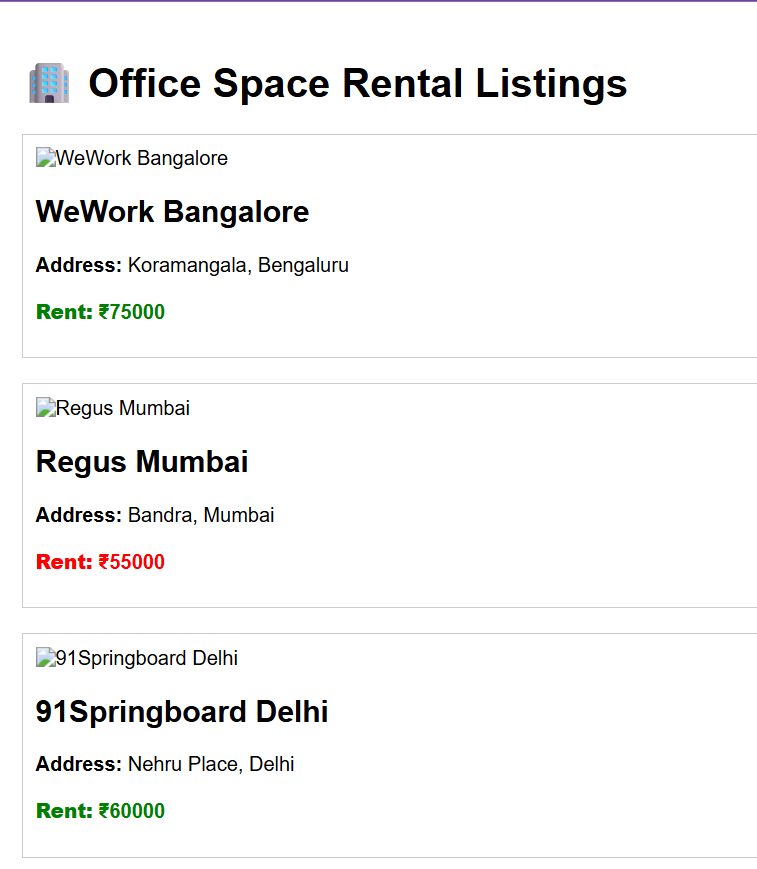 🏢 Office Space Rental Listings
WeWork Bangalore
WeWork Bangalore
Address: Koramangala, Bengaluru
Rent: ₹75000
Regus Mumbai
Regus Mumbai
Address: Bandra, Mumbai
Rent: ₹55000
91Springboard Delhi
91Springboard Delhi
Address: Nehru Place, Delhi
Rent: ₹60000